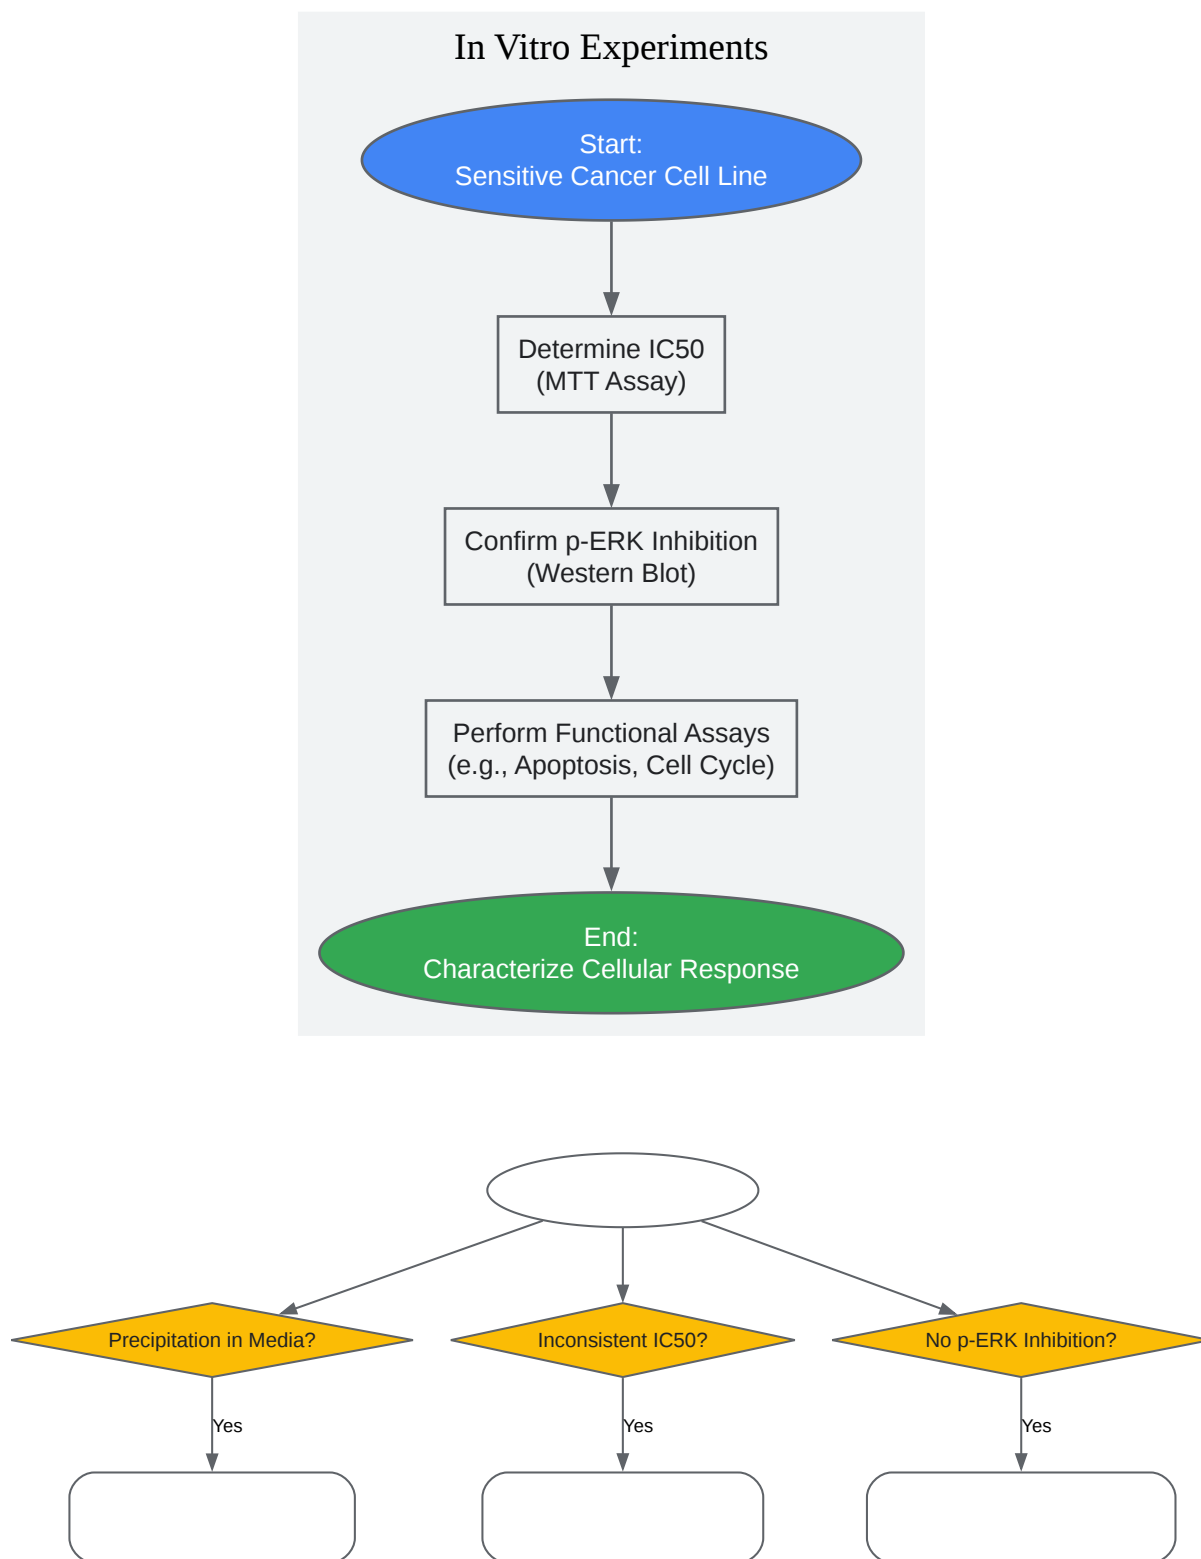 In Vitro Experiments
Start:
Sensitive Cancer Cell Line
Determine IC50
(MTT Assay)
Confirm p-ERK Inhibition
(Western Blot)
Perform Functional Assays
(e.g., Apoptosis, Cell Cycle)
End:
Characterize Cellular Response
Precipitation in Media?
Inconsistent IC50?
No p-ERK Inhibition?
Yes
Yes
Yes